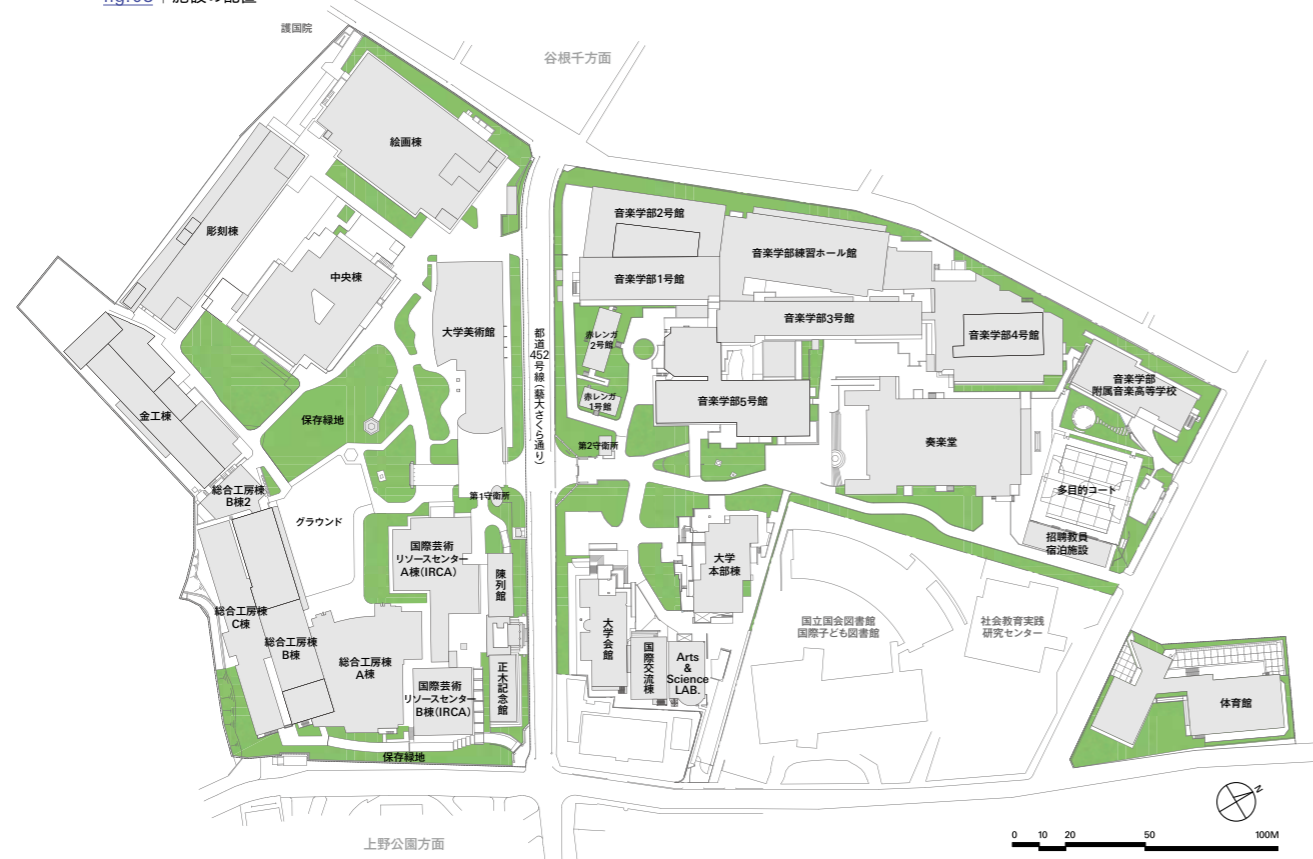 fig.03 | 施設の配置
護国院
谷根千方面
絵画棟
彫刻棟
中央棟
大学美術館
都道452号線(藝大さくら通り)
音楽学部2号館
音楽学部練習ホール館
音楽学部1号館
音楽学部3号館
音楽学部4号館
赤レンガ
2号館
赤レンガ
1号館
音楽学部5号館
音楽学部
附属音楽高等学校
金工棟
保存緑地
第2守衛所
奏楽堂
多目的コート
招聘教員
宿泊施設
総合工房棟
B棟2
グラウンド
第1守衛所
国際芸術
リソースセンター
A棟(IRCA)
陳列館
大学
本部棟
総合工房棟
C棟
総合工房棟
B棟
総合工房棟
A棟
国際芸術
リソースセンター
B棟(IRCA)
正木記念館
大学会館
国際交流棟
Arts
&
Science
LAB.
国立国会図書館
国際子ども図書館
社会教育実践
研究センター
体育館
保存緑地
上野公園方面
N
0 10 20 50 100M